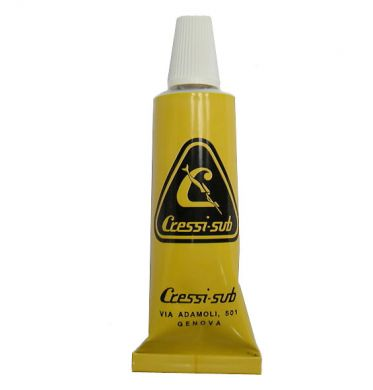 Cressi-sub
Cressi-sub
VIA ADAMOLI, 501
GENOVA